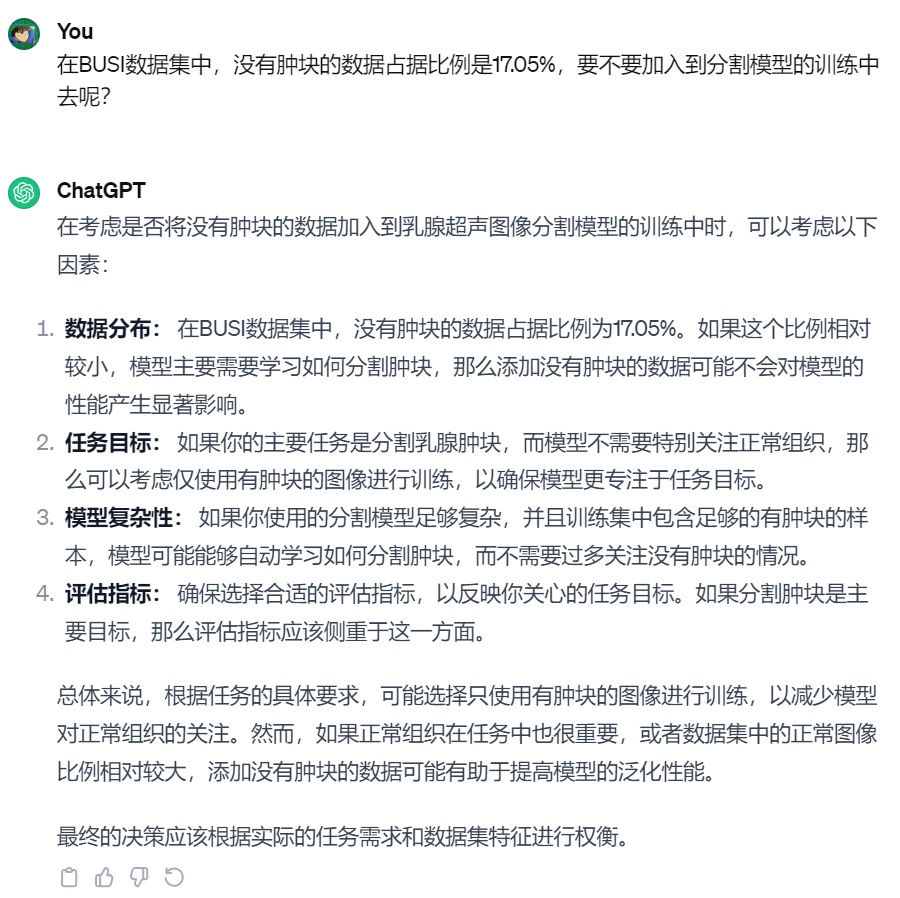 You
在BUSI数据集中，没有肿块的数据占据比例是17.05%，要不要加入到分割模型的训练中
去呢？
ChatGPT
在考虑是否将没有肿块的数据加入到乳腺超声图像分割模型的训练中时，可以考虑以下
因素：
1. 数据分布： 在BUSI数据集中，没有肿块的数据占据比例为17.05%。如果这个比例相对
较小，模型主要需要学习如何分割肿块，那么添加没有肿块的数据可能不会对模型的
性能产生显著影响。
2. 任务目标： 如果你的主要任务是分割乳腺肿块，而模型不需要特别关注正常组织，那
么可以考虑仅使用有肿块的图像进行训练，以确保模型更专注于任务目标。
3. 模型复杂性： 如果你使用的分割模型足够复杂，并且训练集中包含足够的有肿块的样
本，模型可能能够自动学习如何分割肿块，而不需要过多关注没有肿块的情况。
4. 评估指标： 确保选择合适的评估指标，以反映你关心的任务目标。如果分割肿块是主
要目标，那么评估指标应该侧重于这一方面。
总体来说，根据任务的具体要求，可能选择只使用有肿块的图像进行训练，以减少模型
对正常组织的关注。然而，如果正常组织在任务中也很重要，或者数据集中的正常图像
比例相对较大，添加没有肿块的数据可能有助于提高模型的泛化性能。
最终的决策应该根据实际的任务需求和数据集特征进行权衡。